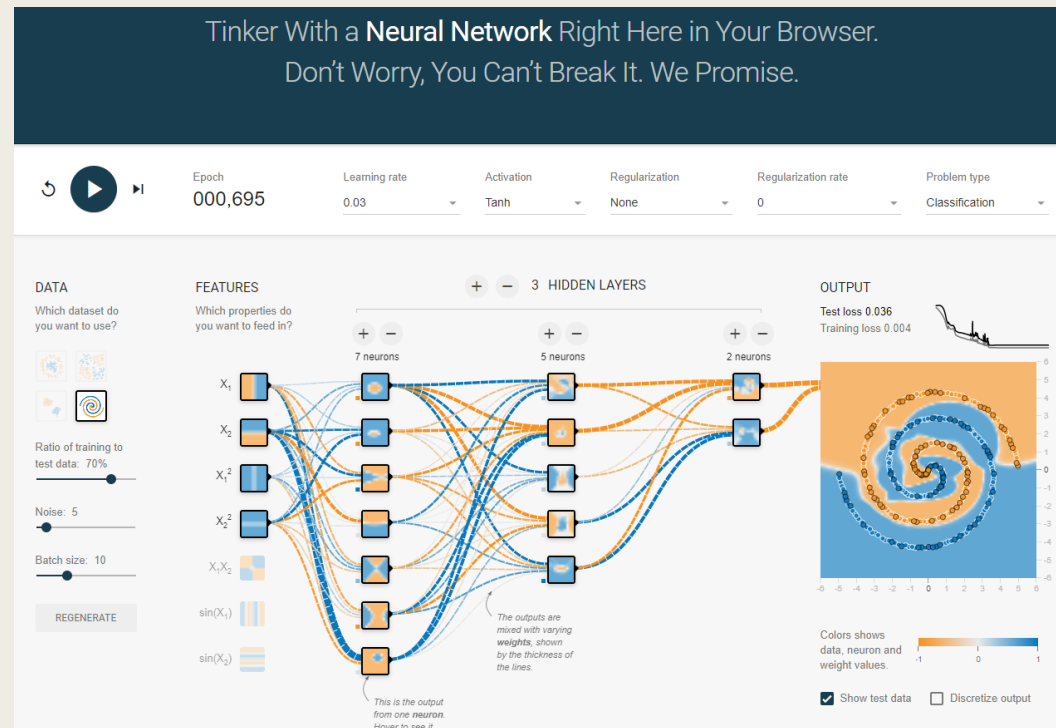 Tinker With a Neural Network Right Here in Your Browser.
Don't Worry, You Can't Break It. We Promise.
Epoch
000,695
Learning rate
0.03
Activation
Tanh
Regularization
None
Regularization rate
0
Problem type
Classification
DATA
Which dataset do
you want to use?
Ratio of training to
test data: 70%
Noise: 5
Batch size: 10
REGENERATE
FEATURES
Which properties do
you want to feed in?
X₁
X₂
X₁²
X₂²
X₁X₂
sin(X₁)
sin(X₂)
+ − 3 HIDDEN LAYERS
+ −
7 neurons
+ −
5 neurons
+ −
2 neurons
The outputs are
mixed with varying
weights, shown
by the thickness of
the lines.
This is the output
from one neuron.
Hover to see it
OUTPUT
Test loss 0.036
Training loss 0.004
6
5
4
3
2
1
0
-1
-2
-3
-4
-5
-6
-6 -5 -4 -3 -2 -1 0 1 2 3 4 5 6
Colors shows
data, neuron and
weight values.
-1 0 1
Show test data
Discretize output